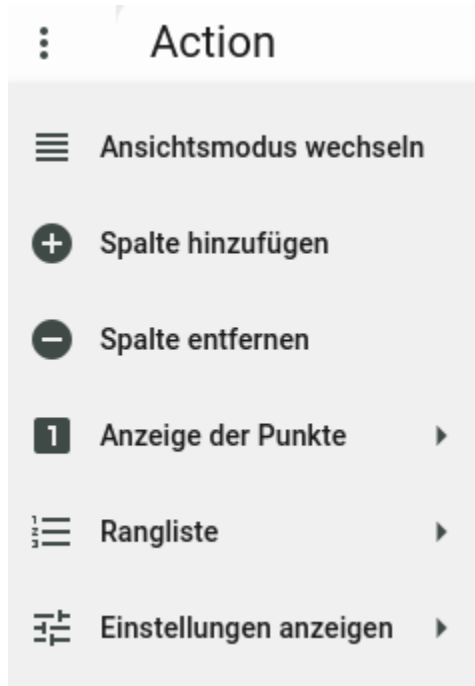 Action
Ansichtsmodus wechseln
Spalte hinzufügen
Spalte entfernen
1 Anzeige der Punkte
Rangliste
Einstellungen anzeigen